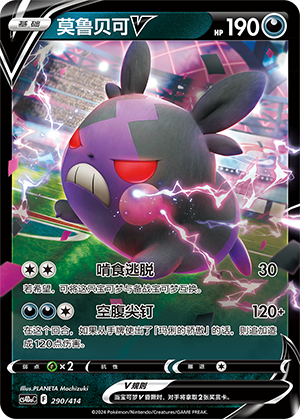 基础 莫鲁贝可V HP 190
啃食逃脱 30
若希望,可将这只宝可梦与备战宝可梦互换。
空腹尖钉 120+
在这个回合,如果从手牌使出了「玛俐的骄傲」的话,则追加造
成120点伤害。
弱点 ×2 抗性 撤退
Illus.PLANETA Mochizuki
CS4DaC F 290/414
V规则
当宝可梦V昏厥时,对手将拿取2张奖赏卡。
©2024 Pokémon/Nintendo/Creatures/GAME FREAK.